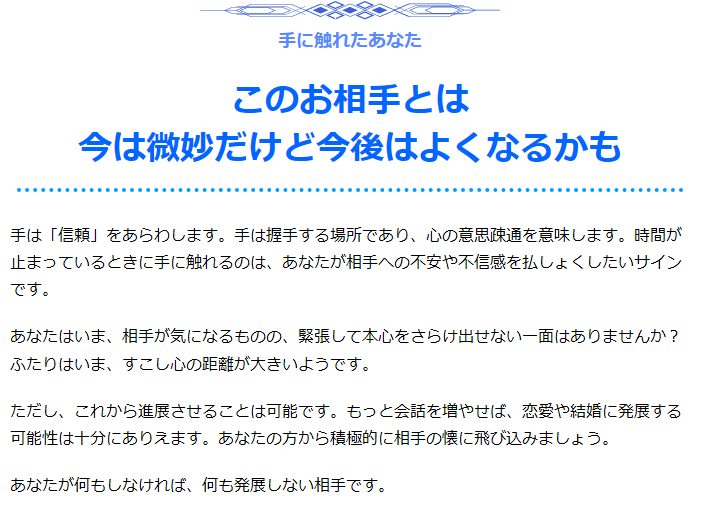 手に触れたあなた
このお相手とは
今は微妙だけど今後はよくなるかも
手は「信頼」をあらわします。手は握手する場所であり、心の意思疎通を意味します。時間が
止まっているときに手に触れるのは、あなたが相手への不安や不信感を払しょくしたいサイン
です。
あなたはいま、相手が気になるものの、緊張して本心をさらけ出せない一面はありませんか？
ふたりはいま、すこし心の距離が大きいようです。
ただし、これから進展させることは可能です。もっと会話を増やせば、恋愛や結婚に発展する
可能性は十分にありえます。あなたの方から積極的に相手の懐に飛び込みましょう。
あなたが何もしなければ、何も発展しない相手です。